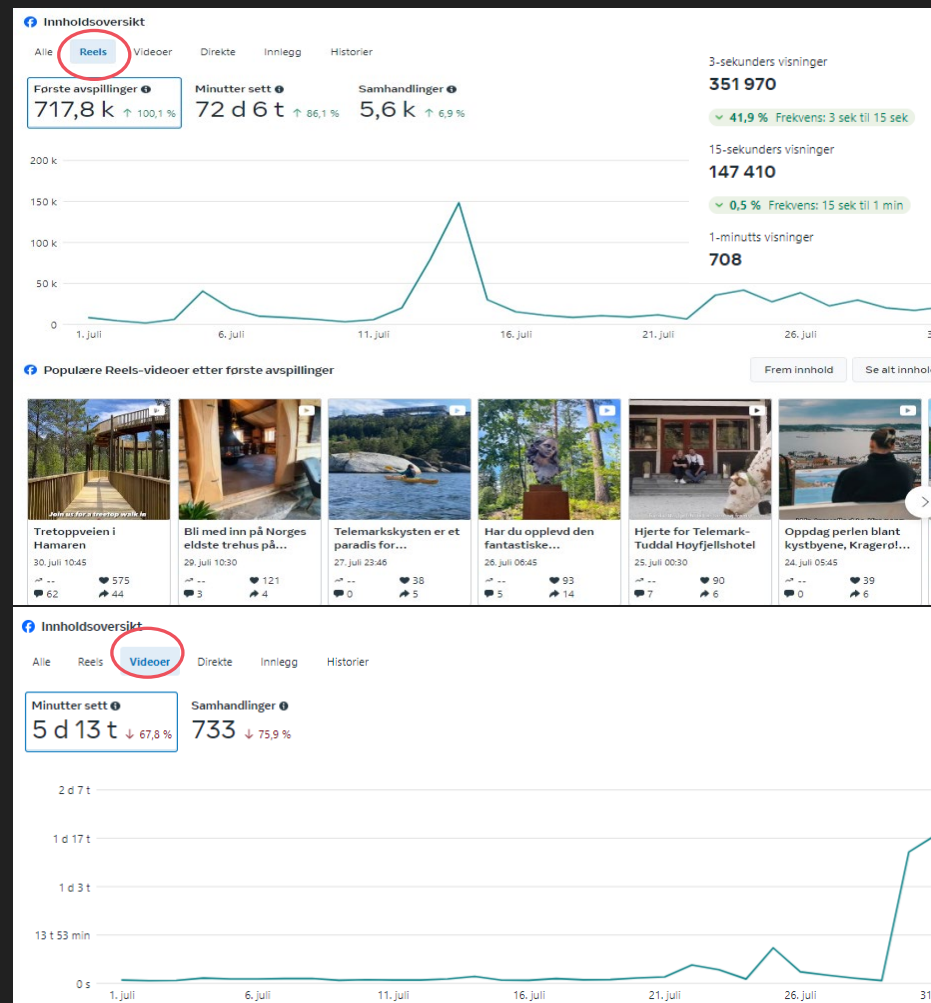 Innholdsoversikt
Alle Reels Videoer Direkte Innlegg Historier
Første avspillinger
717,8 k ↑ 100,1 %
Minutter sett
72 d 6 t ↑ 86,1 %
Samhandlinger
5,6 k ↑ 6,9 %
3-sekunders visninger
351 970
41,9 % Frekvens: 3 sek til 15 sek
15-sekunders visninger
147 410
0,5 % Frekvens: 15 sek til 1 min
1-minutts visninger
708
200 k
150 k
100 k
50 k
0
1. juli 6. juli 11. juli 16. juli 21. juli 26. juli 3
Populære Reels-videoer etter første avspillinger
Frem innhold Se alt innhol
Join us for a treetop walk in
Tretoppveien i
Hamaren
30. juli 10:45
-- 575
62 44
Bli med inn på Norges
eldste trehus på...
29. juli 10:30
-- 121
3 4
Telemarkskysten er et
paradis for...
27. juli 23:46
-- 38
0 5
Har du opplevd den
fantastiske...
26. juli 06:45
-- 93
5 14
Hjerte for Telemark-
Tuddal Høyfjellshotel
25. juli 00:30
-- 90
7 6
Oppdag perlen blant
kystbyene, Kragerø!...
24. juli 05:45
-- 39
0 6
Innholdsoversikt
Alle Reels Videoer Direkte Innlegg Historier
Minutter sett
5 d 13 t ↓ 67,8 %
Samhandlinger
733 ↓ 75,9 %
2 d 7 t
1 d 17 t
1 d 3 t
13 t 53 min
0 s
1. juli 6. juli 11. juli 16. juli 21. juli 26. juli 31